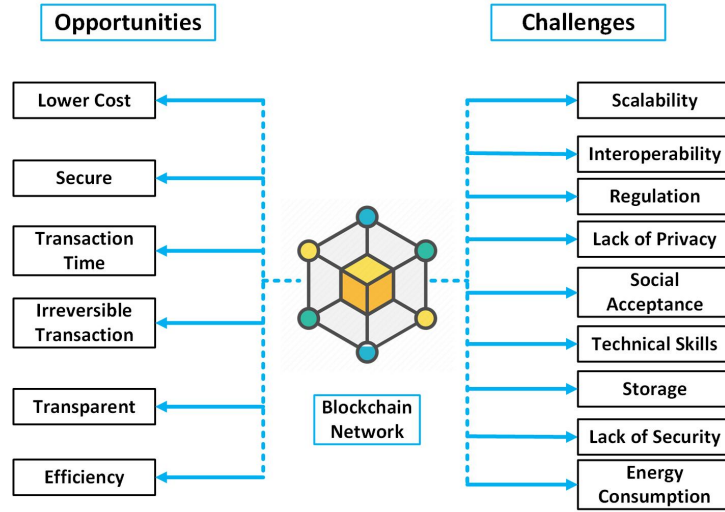 Opportunities
Challenges
Lower Cost
Secure
Transaction
Time
Irreversible
Transaction
Transparent
Efficiency
Blockchain
Network
Scalability
Interoperability
Regulation
Lack of Privacy
Social
Acceptance
Technical Skills
Storage
Lack of Security
Energy
Consumption